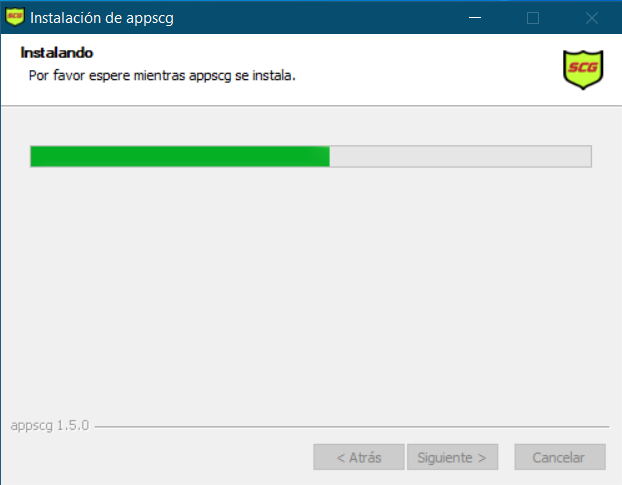 SCG Instalación de appscg
Instalando
Por favor espere mientras appscg se instala.
SCG
appscg 1.5.0
< Atrás Siguiente > Cancelar